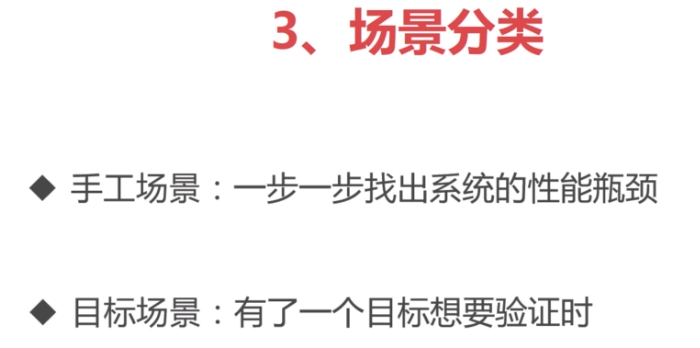 3、场景分类
◆ 手工场景：一步一步找出系统的性能瓶颈
◆ 目标场景：有了一个目标想要验证时